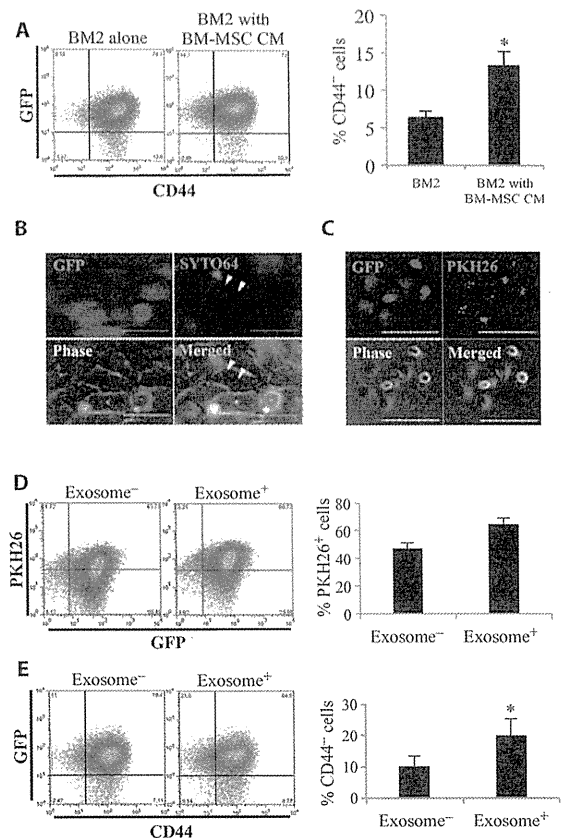 A
BM2 alone
BM2 with
BM-MSC CM
GFP
CD44
% CD44⁻ cells
20
15
10
5
0
*
BM2
BM2 with
BM-MSC CM
B
GFP
SYTO64
Phase
Merged
C
GFP
PKH26
Phase
Merged
D
Exosome⁻
Exosome⁺
PKH26
GFP
% PKH26⁺ cells
80
60
40
20
0
Exosome⁻
Exosome⁺
E
Exosome⁻
Exosome⁺
GFP
CD44
% CD44⁻ cells
30
20
10
0
*
Exosome⁻
Exosome⁺